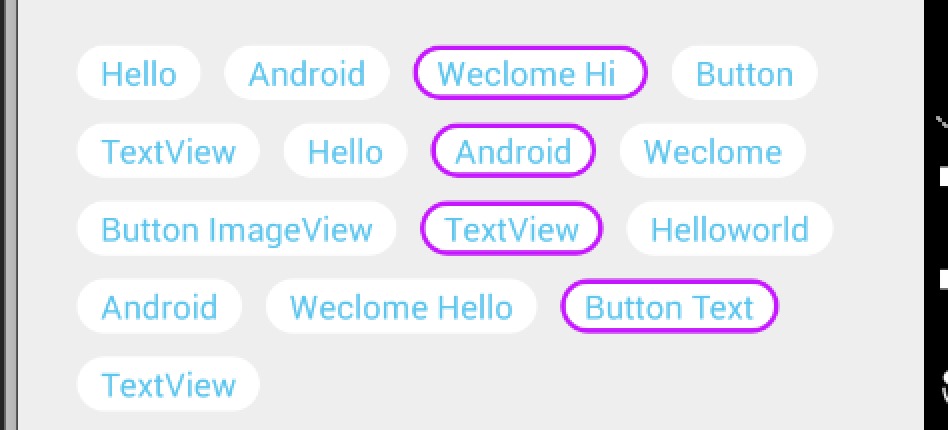 Hello Android Weclome Hi Button
TextView Hello Android Weclome
Button ImageView TextView Helloworld
Android Weclome Hello Button Text
TextView